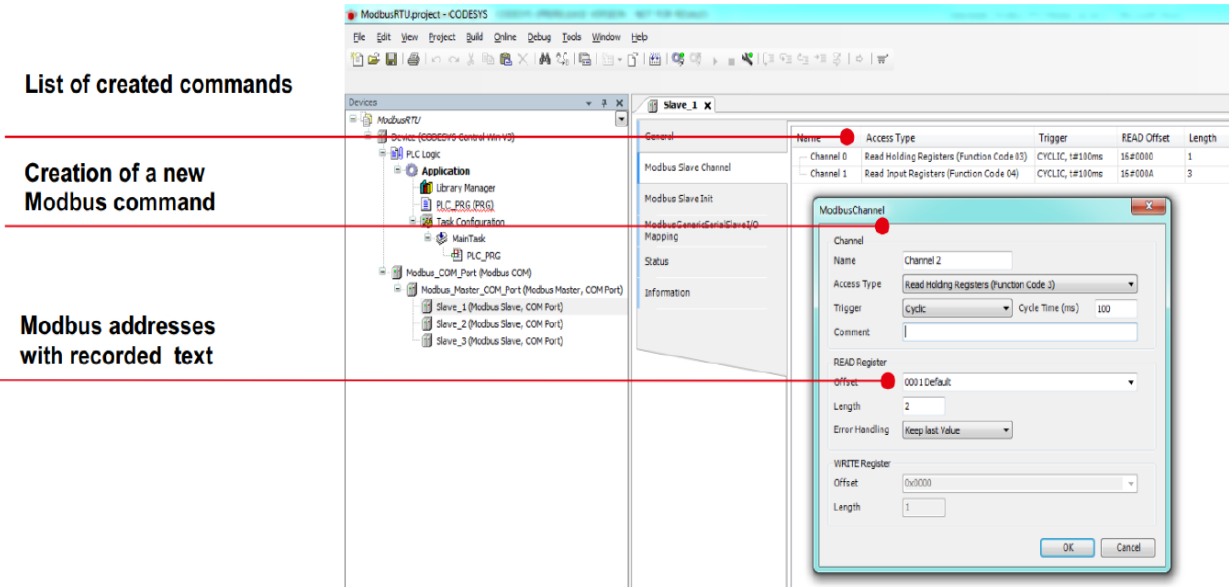 ModbusRTU.project - CODESYS
File Edit View Project Build Online Debug Tools Window Help
List of created commands
Creation of a new
Modbus command
Modbus addresses
with recorded text
Devices
ModbusRTU
Device (CODESYS Control Win V3)
PLC Logic
Application
Library Manager
PLC_PRG (PRG)
Task Configuration
MainTask
PLC_PRG
Modbus_COM_Port (Modbus COM)
Modbus_Master_COM_Port (Modbus Master, COM Port)
Slave_1 (Modbus Slave, COM Port)
Slave_2 (Modbus Slave, COM Port)
Slave_3 (Modbus Slave, COM Port)
Slave_1 X
General
Modbus Slave Channel
Modbus Slave Init
ModbusGenericSerialSlave I/O
Mapping
Status
Information
Name Access Type Trigger READ Offset Length
Channel 0 Read Holding Registers (Function Code 03) CYCLIC, t#100ms 16#0000 1
Channel 1 Read Input Registers (Function Code 04) CYCLIC, t#100ms 16#000A 3
ModbusChannel
Channel
Name Channel 2
Access Type Read Holding Registers (Function Code 3)
Trigger Cyclic Cycle Time (ms) 100
Comment
READ Register
Offset 0001 Default
Length 2
Error Handling Keep last Value
WRITE Register
Offset 0x0000
Length 1
OK Cancel